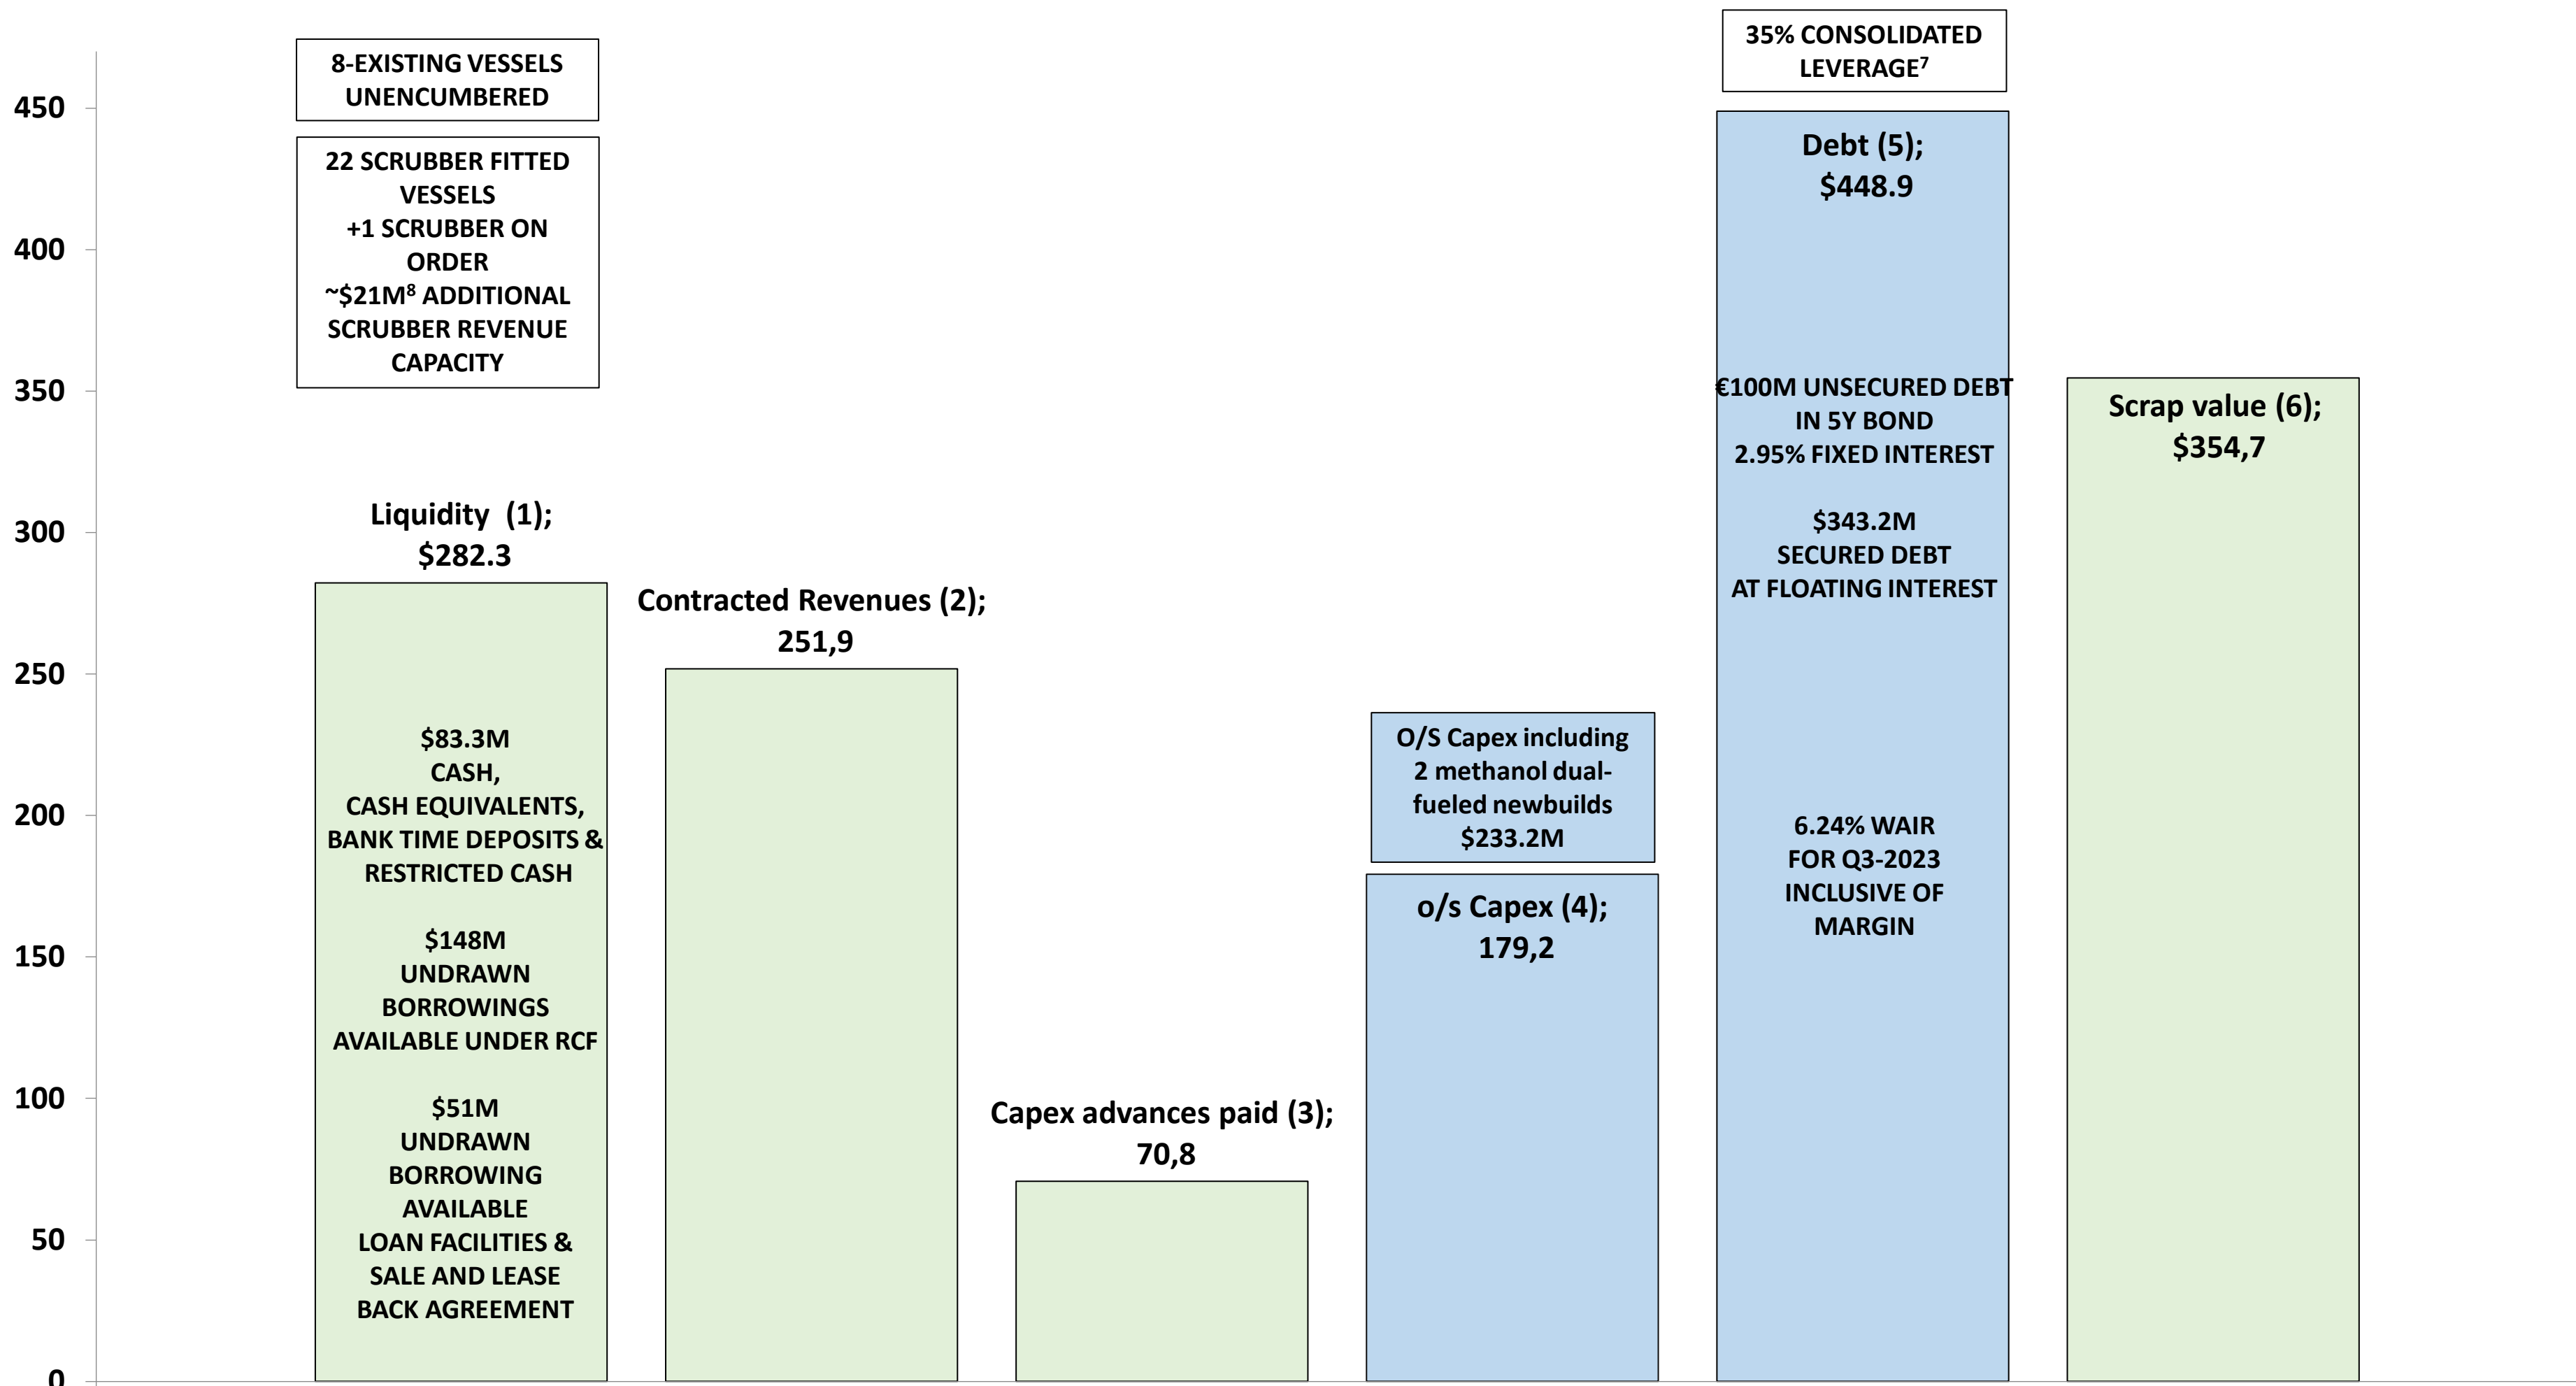 450
400
350
300
250
200
150
100
50
0
8-EXISTING VESSELS
UNENCUMBERED
22 SCRUBBER FITTED
VESSELS
+1 SCRUBBER ON
ORDER
~$21M⁸ ADDITIONAL
SCRUBBER REVENUE
CAPACITY
Liquidity (1);
$282.3
$83.3M
CASH,
CASH EQUIVALENTS,
BANK TIME DEPOSITS &
RESTRICTED CASH
$148M
UNDRAWN
BORROWINGS
AVAILABLE UNDER RCF
$51M
UNDRAWN
BORROWING
AVAILABLE
LOAN FACILITIES &
SALE AND LEASE
BACK AGREEMENT
Contracted Revenues (2);
251,9
Capex advances paid (3);
70,8
O/S Capex including
2 methanol dual-
fueled newbuilds
$233.2M
o/s Capex (4);
179,2
35% CONSOLIDATED
LEVERAGE⁷
Debt (5);
$448.9
€100M UNSECURED DEBT
IN 5Y BOND
2.95% FIXED INTEREST
$343.2M
SECURED DEBT
AT FLOATING INTEREST
6.24% WAIR
FOR Q3-2023
INCLUSIVE OF
MARGIN
Scrap value (6);
$354,7